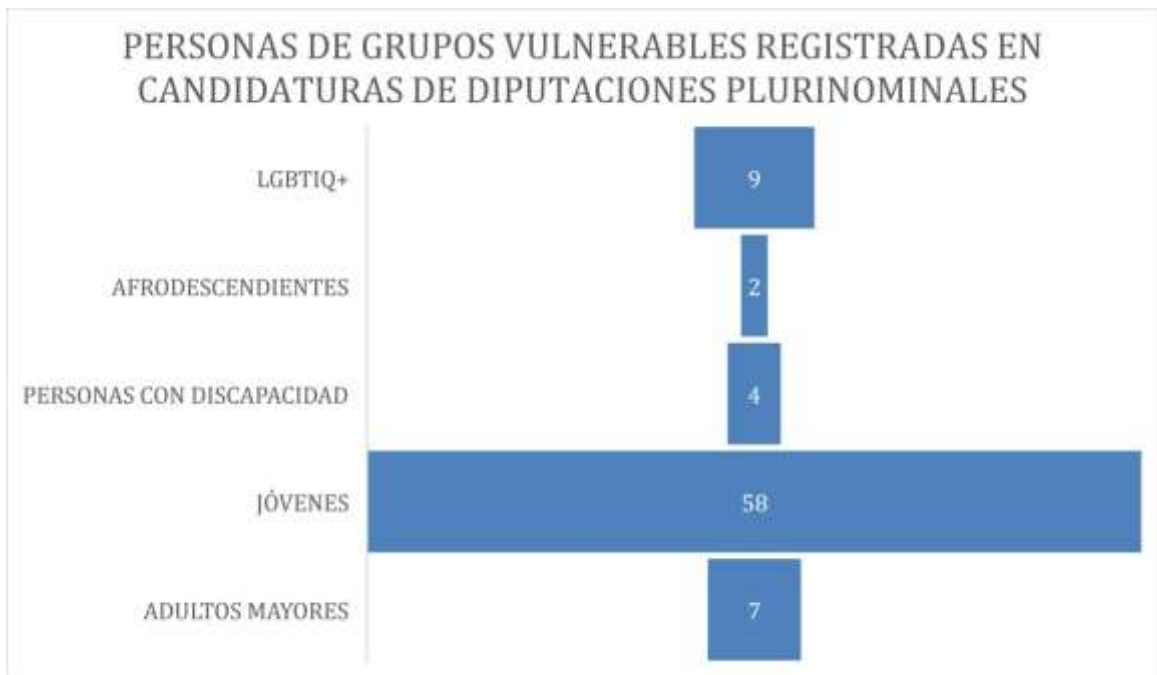 PERSONAS DE GRUPOS VULNERABLES REGISTRADAS EN
CANDIDATURAS DE DIPUTACIONES PLURINOMINALES
LGBTIQ+
9
AFRODESCENDIENTES
2
PERSONAS CON DISCAPACIDAD
4
JÓVENES
58
ADULTOS MAYORES
7